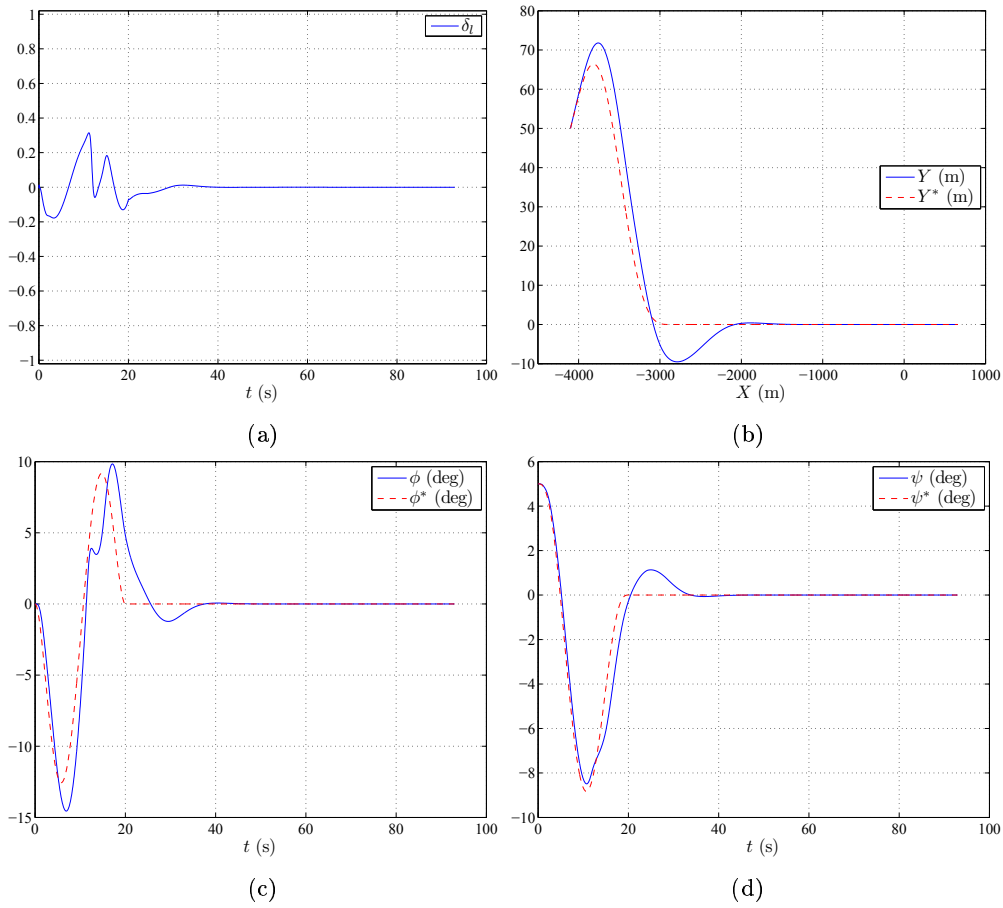 1
0.8
0.6
0.4
0.2
0
−0.2
−0.4
−0.6
−0.8
−1
0 20 40 60 80 100
t (s)
δl
(a)
80
70
60
50
40
30
20
10
0
−10
−4000 −3000 −2000 −1000 0 1000
X (m)
Y (m)
Y* (m)
(b)
10
5
0
−5
−10
−15
0 20 40 60 80 100
t (s)
ϕ (deg)
ϕ* (deg)
(c)
6
4
2
0
−2
−4
−6
−8
−10
0 20 40 60 80 100
t (s)
ψ (deg)
ψ* (deg)
(d)